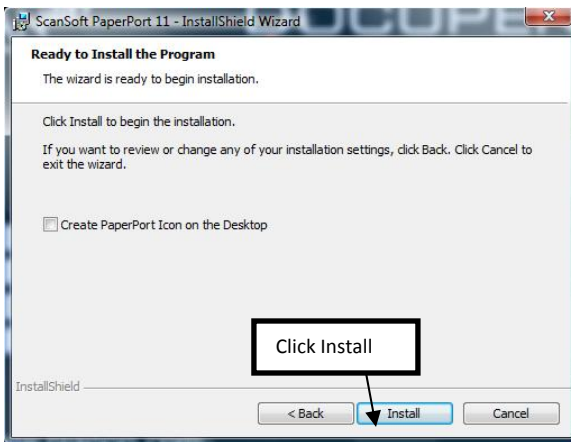 ScanSoft PaperPort 11 - InstallShield Wizard
Ready to Install the Program
The wizard is ready to begin installation.
Click Install to begin the installation.
If you want to review or change any of your installation settings, click Back. Click Cancel to
exit the wizard.
Create PaperPort Icon on the Desktop
Click Install
InstallShield
< Back
Install
Cancel